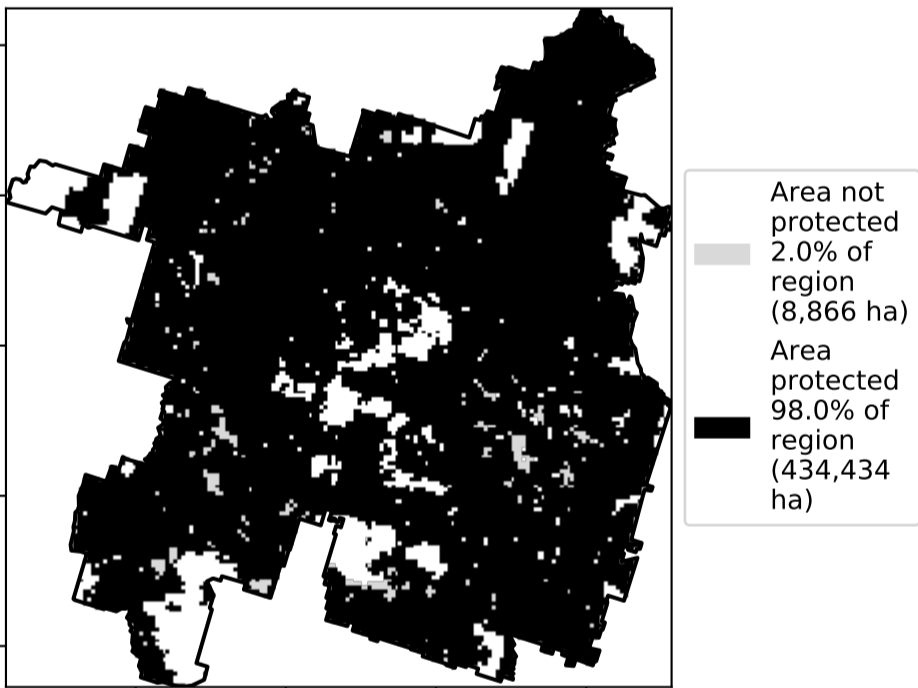 Area not
protected
2.0% of
region
(8,866 ha)
Area
protected
98.0% of
region
(434,434
ha)